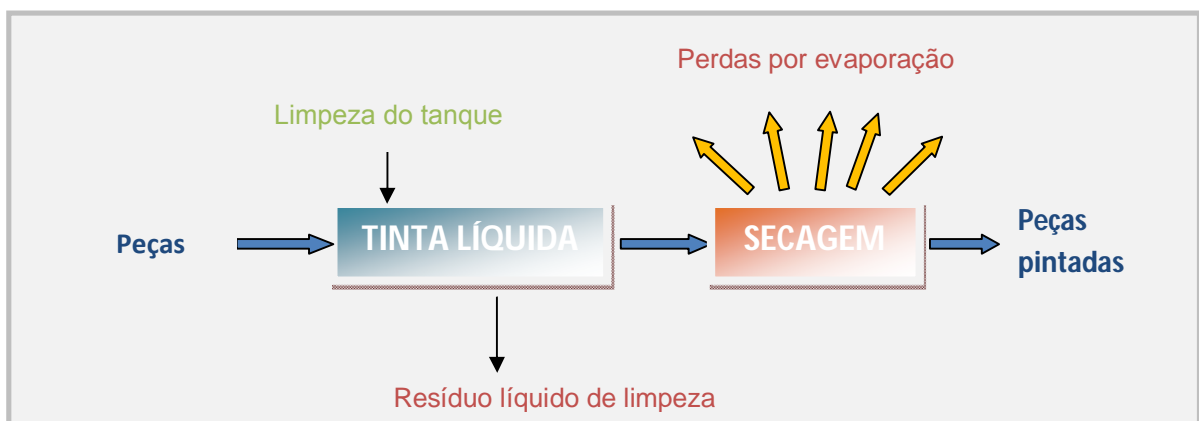 Perdas por evaporação
Limpeza do tanque
Peças
TINTA LÍQUIDA
SECAGEM
Peças
pintadas
Resíduo líquido de limpeza